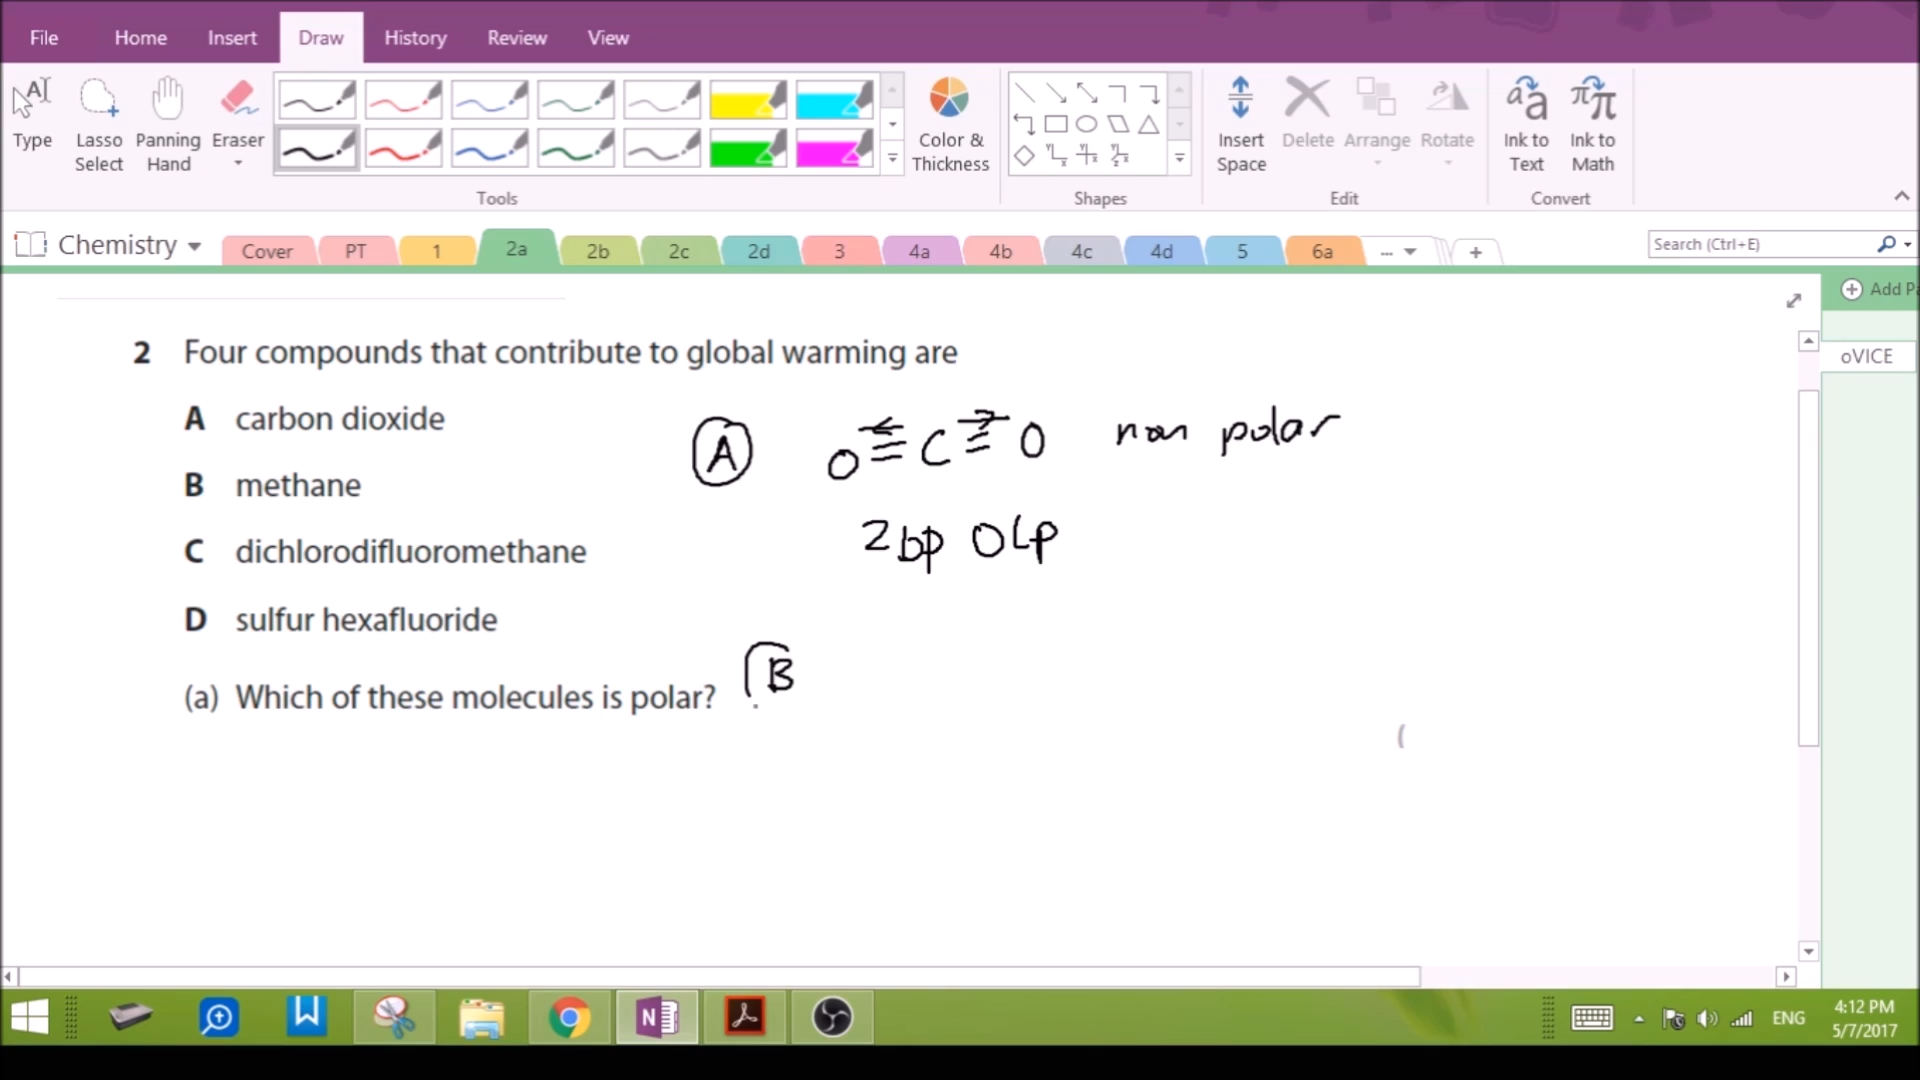 File Home Insert Draw History Review View
Type
Lasso Select
Panning Hand
Eraser
Color & Thickness
Insert Space
Delete
Arrange
Rotate
Ink to Text
Ink to Math
Tools
Shapes
Edit
Convert
Chemistry
Cover PT 1 2a 2b 2c 2d 3 4a 4b 4c 4d 5 6a ...
Search (Ctrl+E)
Add P
oVICE
2 Four compounds that contribute to global warming are
A carbon dioxide
B methane
C dichlorodifluoromethane
D sulfur hexafluoride
(a) Which of these molecules is polar?
A O = C = O non polar
2bp 0lp
B
(
ENG
4:12 PM
5/7/2017